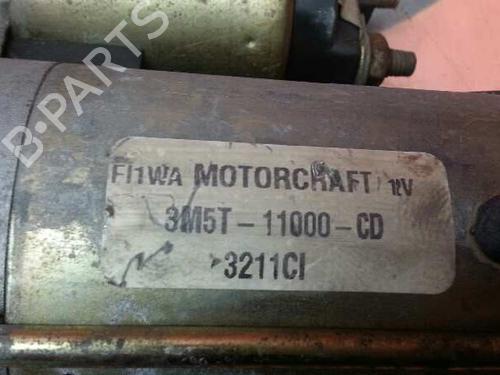 B-PARTS
FI1WA MOTORCRAFT 12V
3M5T-11000-CD
3211CI